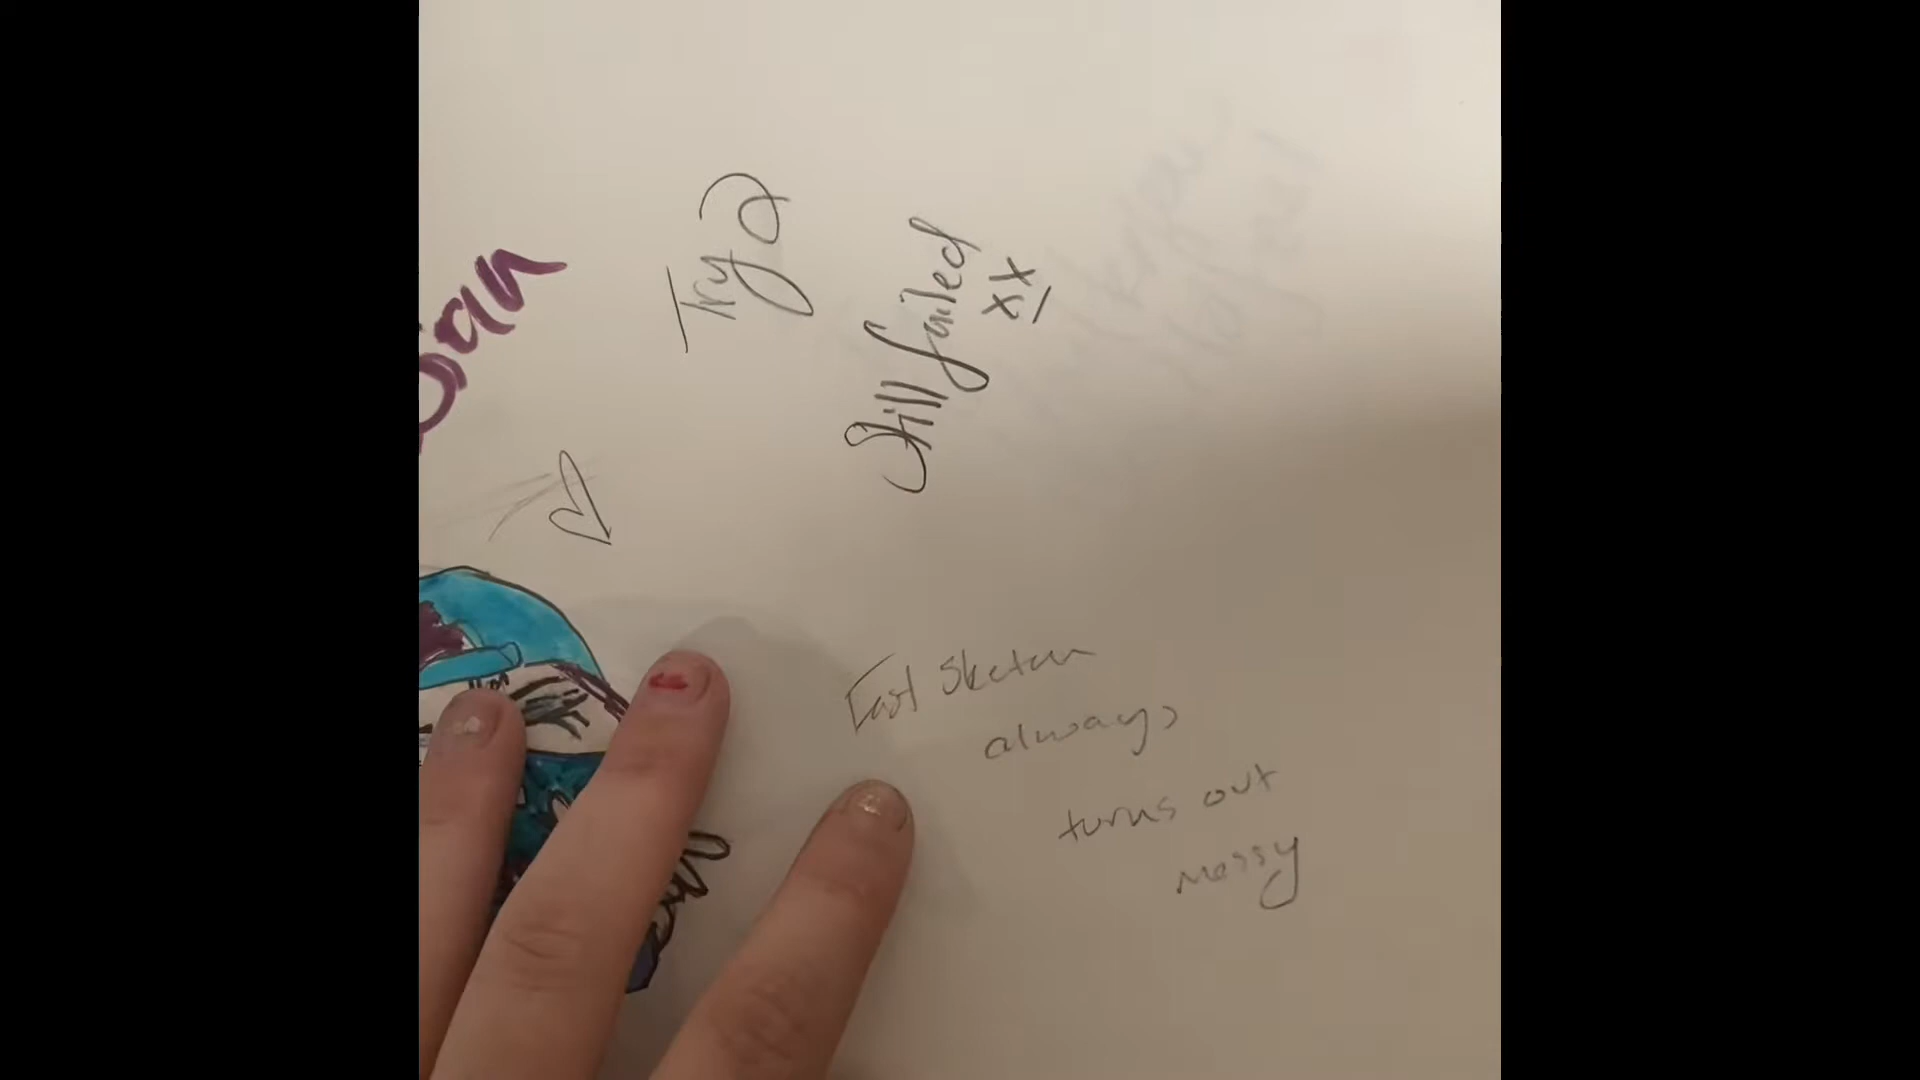 Try 2
Still failed
xx
Fast Sketch
always
turns out
messy